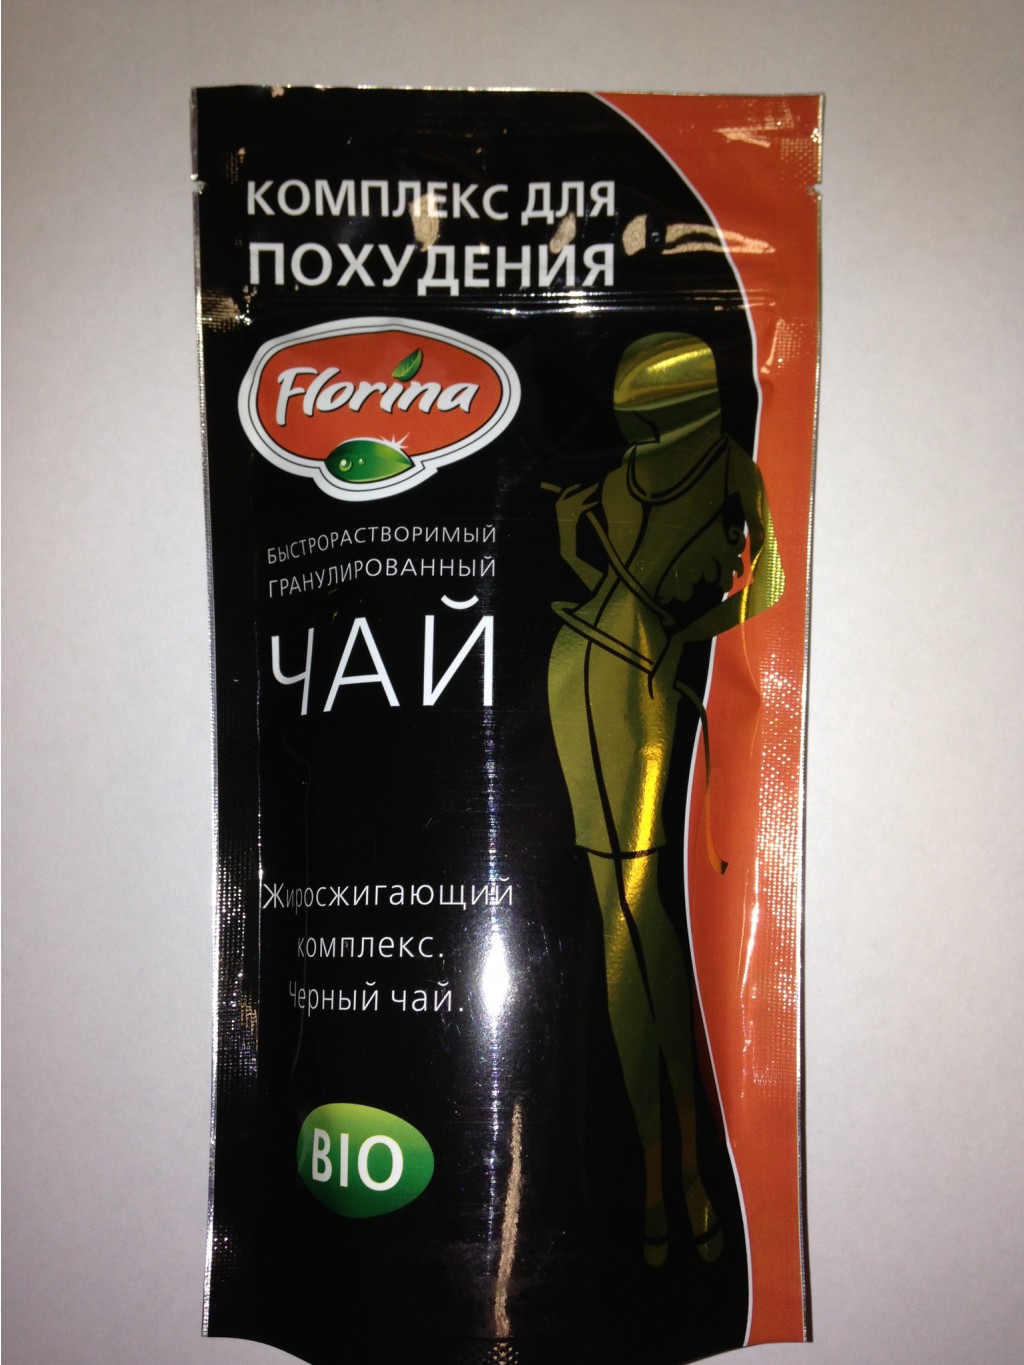 КОМПЛЕКС ДЛЯ
ПОХУДЕНИЯ
Florina
БЫСТРОРАСТВОРИМЫЙ
ГРАНУЛИРОВАННЫЙ
ЧАЙ
Жиросжигающий
комплекс.
Черный чай.
BIO